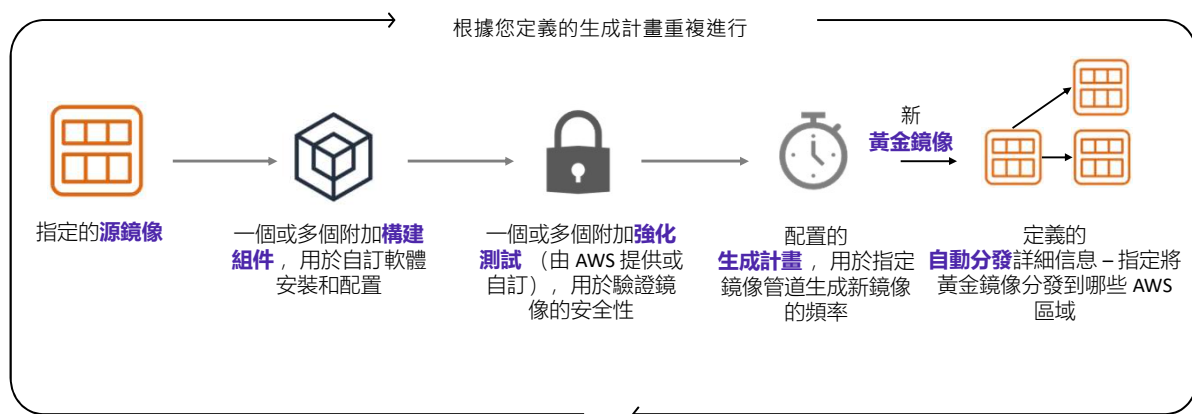 根據您定義的生成計畫重複進行
新
黃金鏡像
指定的源鏡像
一個或多個附加構建
組件，用於自訂軟體
安裝和配置
一個或多個附加強化
測試（由 AWS 提供或
自訂），用於驗證鏡
像的安全性
配置的
生成計畫，用於指定
鏡像管道生成新鏡像
的頻率
定義的
自動分發詳細信息 – 指定將
黃金鏡像分發到哪些 AWS
區域